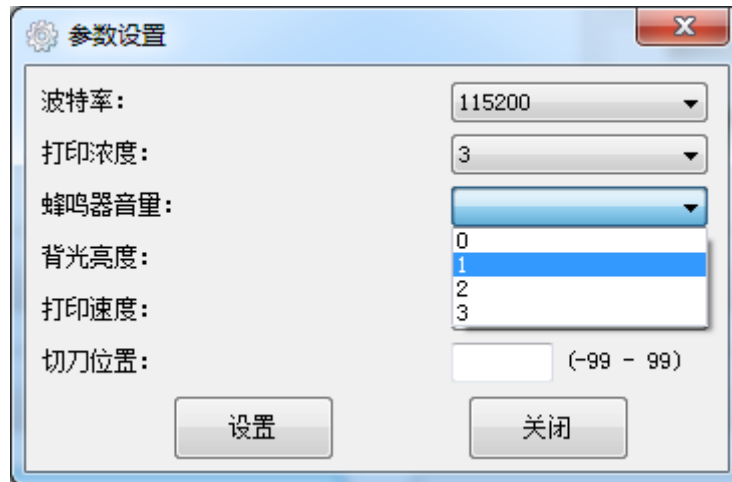 参数设置
波特率： 115200
打印浓度： 3
蜂鸣器音量：
0
背光亮度： 1
2
打印速度： 3
切刀位置： (-99 - 99)
设置 关闭